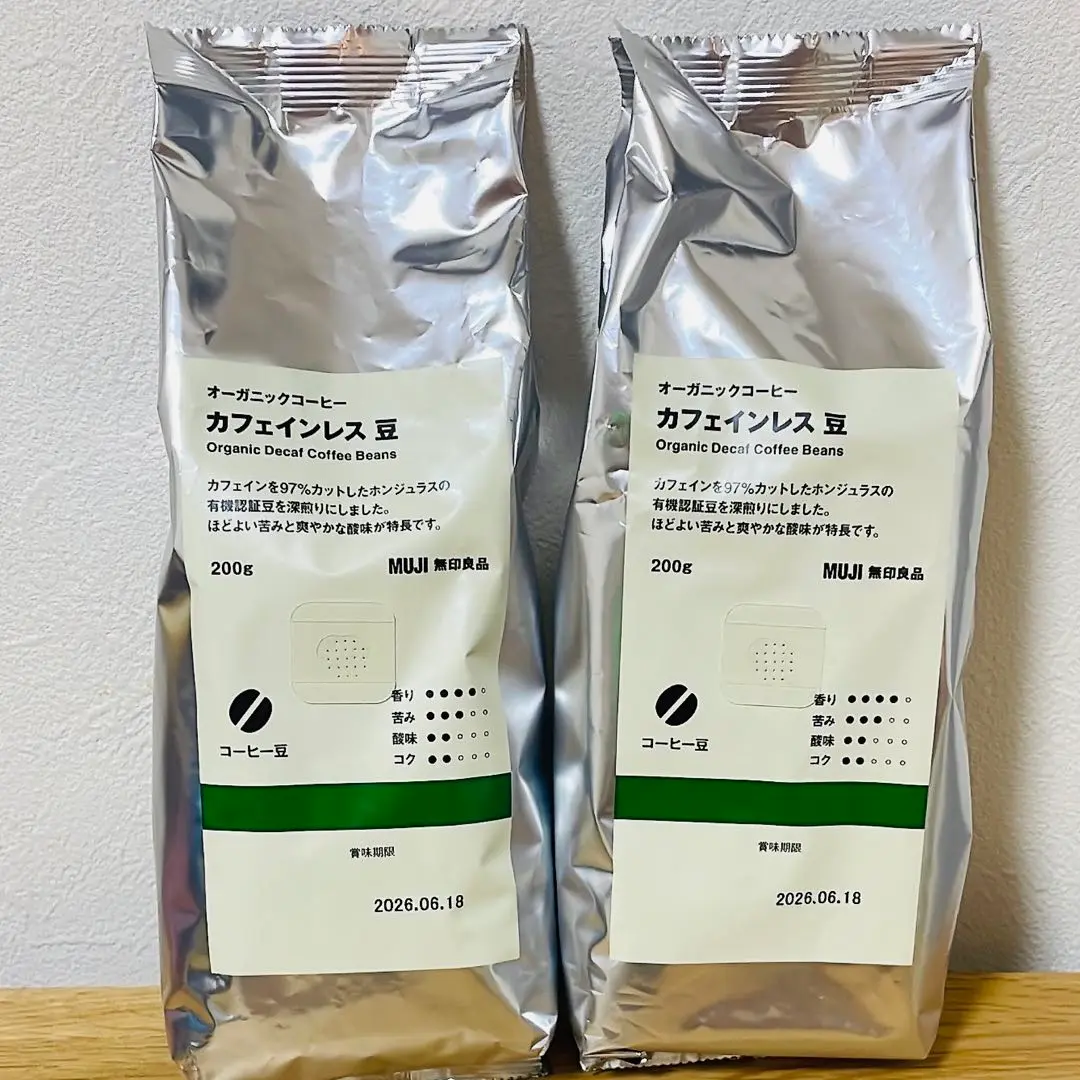 オーガニックコーヒー
カフェインレス 豆
Organic Decaf Coffee Beans
カフェインを97%カットしたホンジュラスの
有機認証豆を深煎りにしました。
ほどよい苦みと爽やかな酸味が特長です。
200g
MUJI 無印良品
香り ●●●●○
苦み ●●●○○
酸味 ●●○○○
コク ●●○○○
コーヒー豆
賞味期限
2026.06.18
オーガニックコーヒー
カフェインレス 豆
Organic Decaf Coffee Beans
カフェインを97%カットしたホンジュラスの
有機認証豆を深煎りにしました。
ほどよい苦みと爽やかな酸味が特長です。
200g
MUJI 無印良品
香り ●●●●○
苦み ●●●○○
酸味 ●●○○○
コク ●●○○○
コーヒー豆
賞味期限
2026.06.18